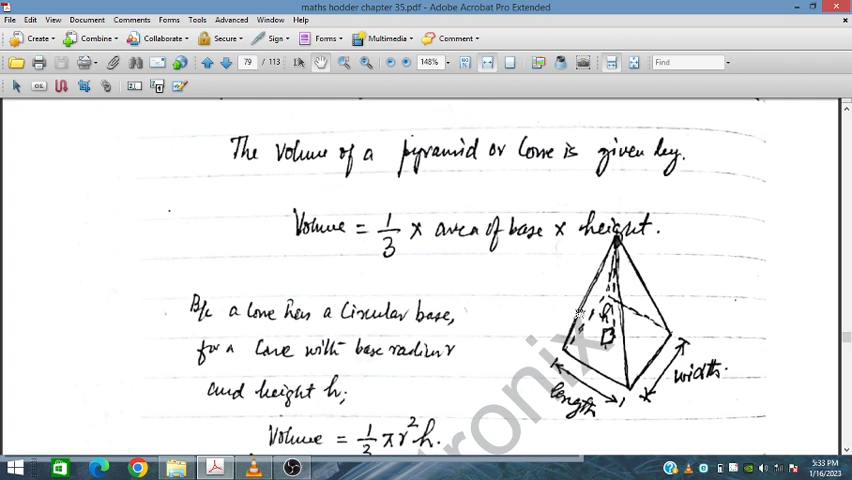 maths hodder chapter 35.pdf - Adobe Acrobat Pro Extended
File Edit View Document Comments Forms Tools Advanced Window Help
Create Combine Collaborate Secure Sign Forms Multimedia Comment
79 / 113 148% Find
The Volume of a pyramid or Cone is given by.
Volume = 1/3 × area of base × height.
B/c a Cone has a Circular base,
for a Cone with base radius r
and height h;
Volume = 1/3 πr²h.
h
length
width.
ronix
5:33 PM
1/16/2023